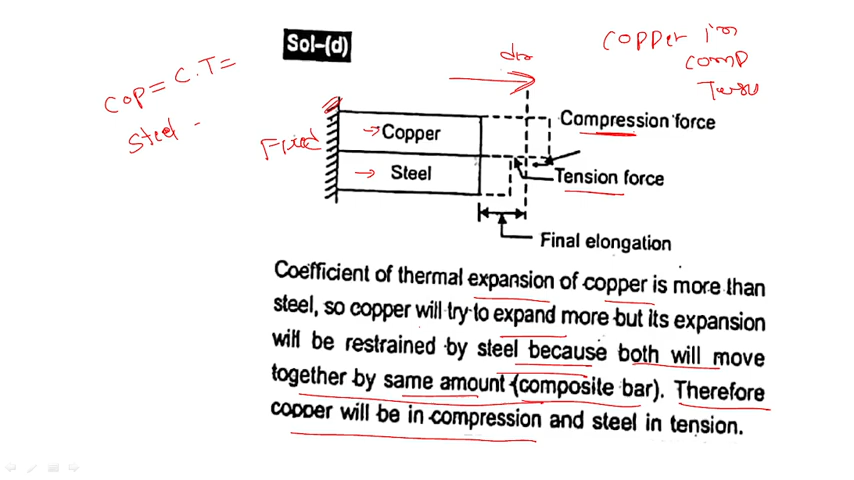 Sol-(d)
Copper in
comp
Cop = C.T =
Steel -
Fixed
Copper
Compression force
Steel
Tension force
Final elongation
Coefficient of thermal expansion of copper is more than
steel, so copper will try to expand more but its expansion
will be restrained by steel because both will move
together by same amount (composite bar). Therefore
copper will be in compression and steel in tension.